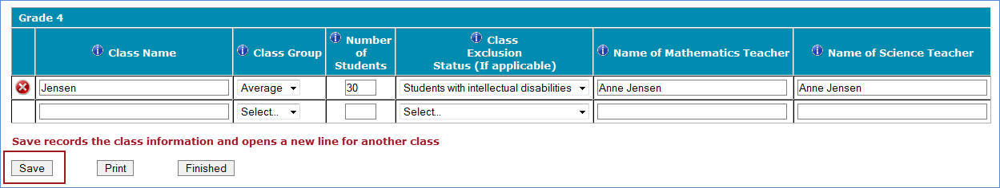 Grade 4
Class Name
Class Group
Number
of
Students
Class
Exclusion
Status (If applicable)
Name of Mathematics Teacher
Name of Science Teacher
Jensen
Average
30
Students with intellectual disabilities
Anne Jensen
Anne Jensen
Select...
Select...
Save records the class information and opens a new line for another class
Save
Print
Finished